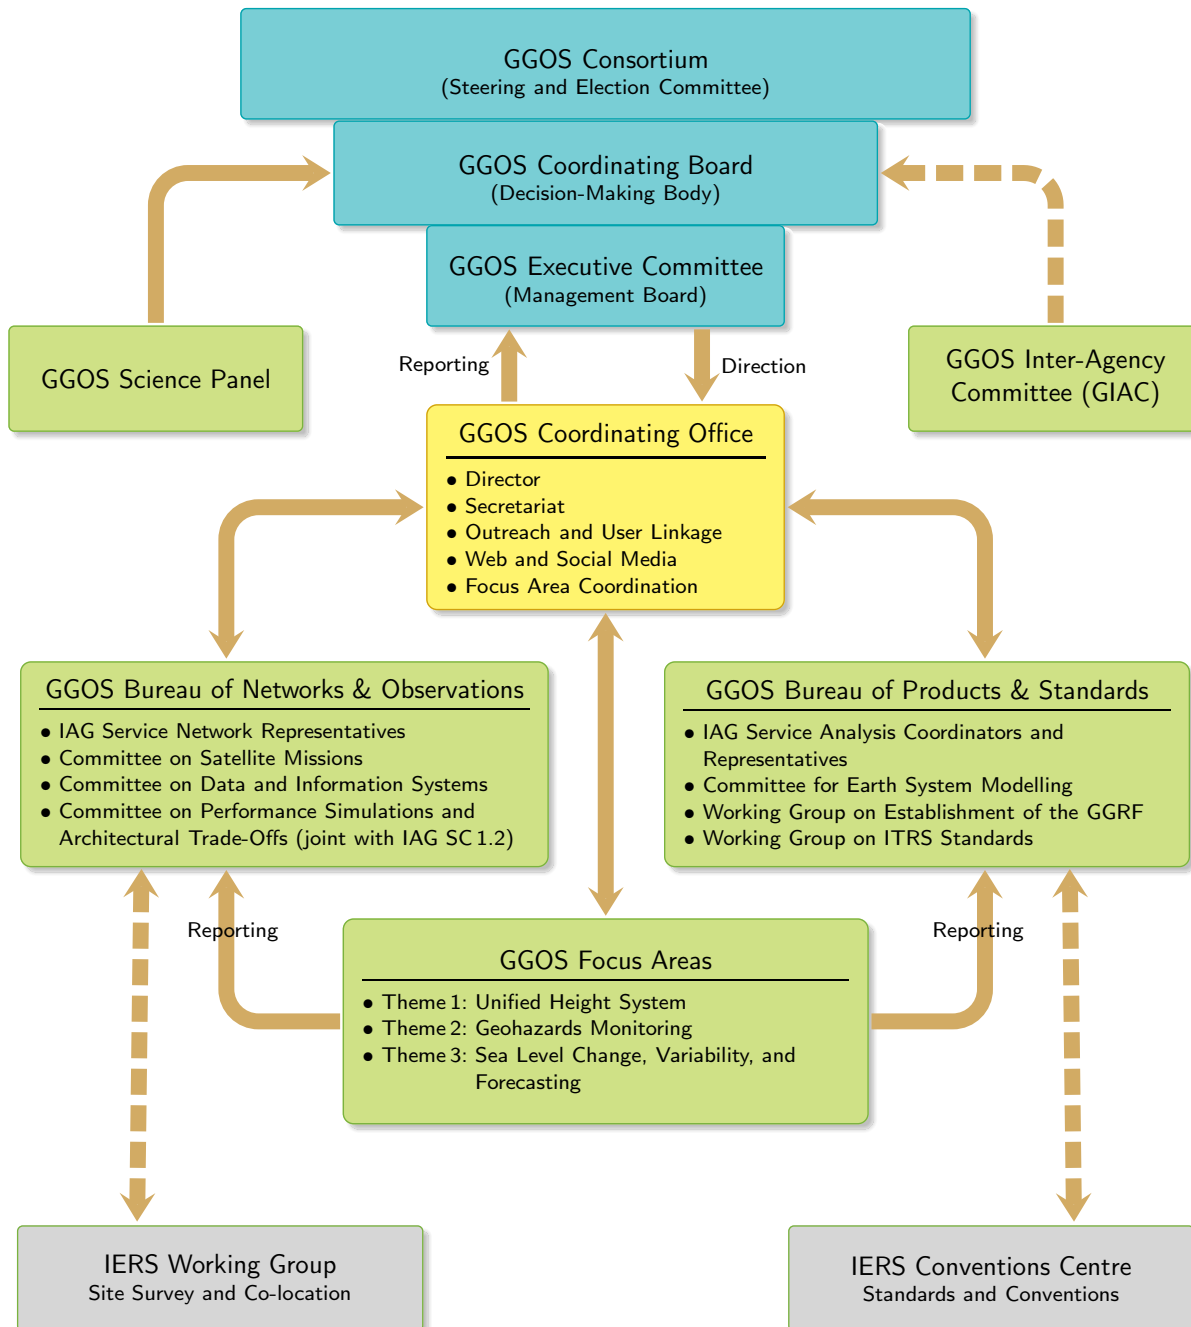 GGOS Consortium
(Steering and Election Committee)
GGOS Coordinating Board
(Decision-Making Body)
GGOS Executive Committee
(Management Board)
GGOS Science Panel
GGOS Inter-Agency
Committee (GIAC)
Reporting
Direction
GGOS Coordinating Office
• Director
• Secretariat
• Outreach and User Linkage
• Web and Social Media
• Focus Area Coordination
GGOS Bureau of Networks & Observations
• IAG Service Network Representatives
• Committee on Satellite Missions
• Committee on Data and Information Systems
• Committee on Performance Simulations and
Architectural Trade-Offs (joint with IAG SC 1.2)
GGOS Bureau of Products & Standards
• IAG Service Analysis Coordinators and
Representatives
• Committee for Earth System Modelling
• Working Group on Establishment of the GGRF
• Working Group on ITRS Standards
Reporting
Reporting
GGOS Focus Areas
• Theme 1: Unified Height System
• Theme 2: Geohazards Monitoring
• Theme 3: Sea Level Change, Variability, and
Forecasting
IERS Working Group
Site Survey and Co-location
IERS Conventions Centre
Standards and Conventions